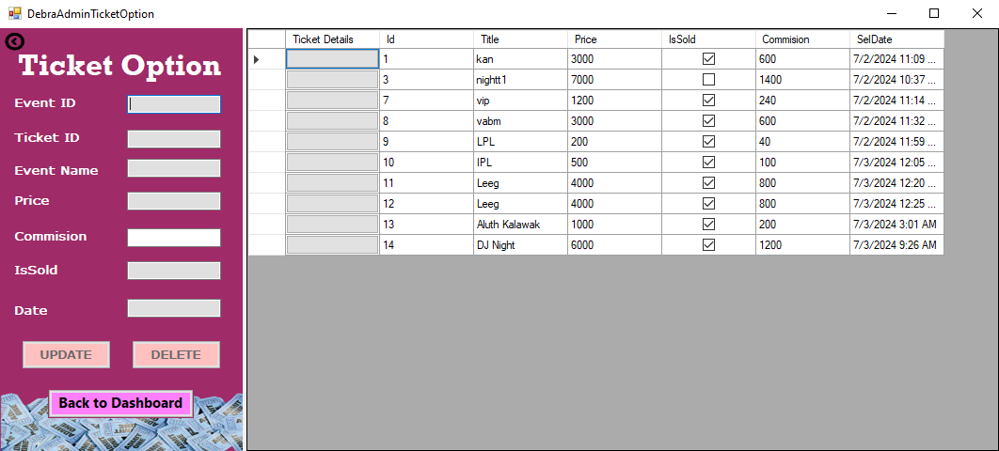 DebraAdminTicketOption
Ticket Option
Event ID
Ticket ID
Event Name
Price
Commision
IsSold
Date
UPDATE DELETE
Back to Dashboard
Ticket Details Id Title Price IsSold Commision SelDate
1 kan 3000 600 7/2/2024 11:09 ...
3 nightt1 7000 1400 7/2/2024 10:37 ...
7 vip 1200 240 7/2/2024 11:14 ...
8 vabm 3000 600 7/2/2024 11:32 ...
9 LPL 200 40 7/2/2024 11:59 ...
10 IPL 500 100 7/3/2024 12:05 ...
11 Leeg 4000 800 7/3/2024 12:20 ...
12 Leeg 4000 800 7/3/2024 12:25 ...
13 Aluth Kalawak 1000 200 7/3/2024 3:01 AM
14 DJ Night 6000 1200 7/3/2024 9:26 AM